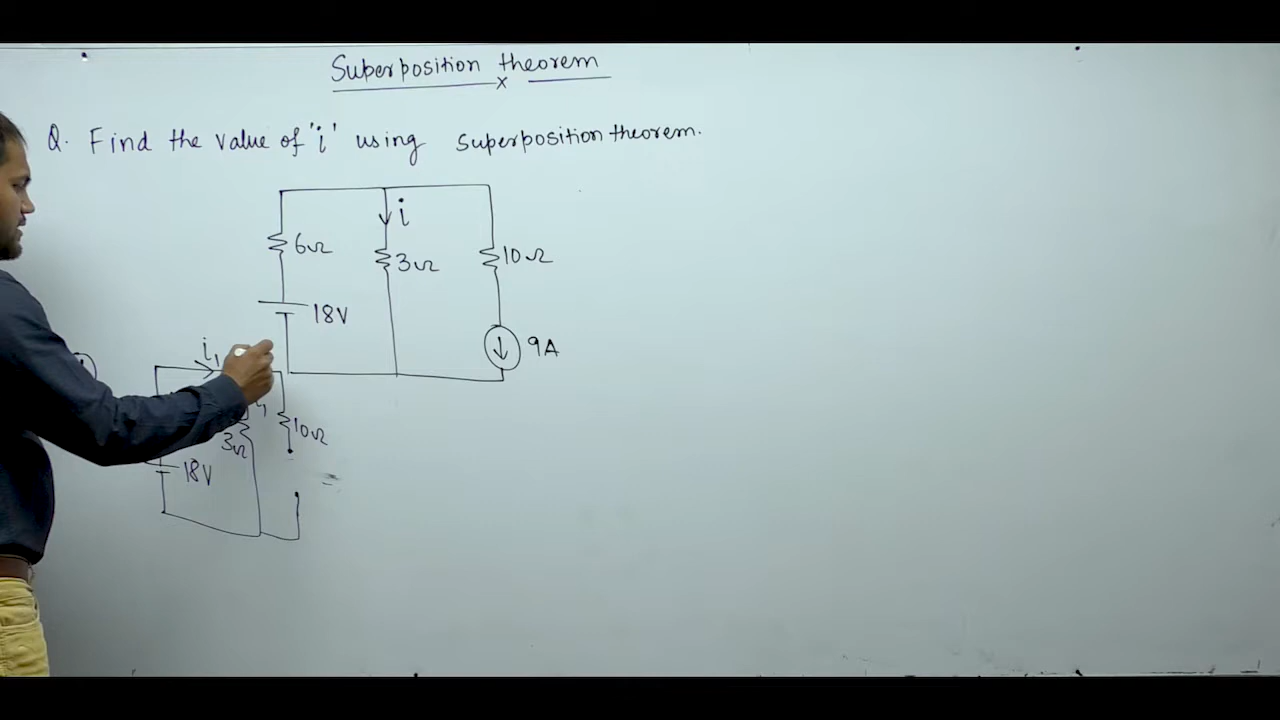 Superposition theorem
x
Q. Find the value of 'i' using superposition theorem.
i
6Ω
3Ω
10Ω
18V
9A
i₁
10Ω
3Ω
18V